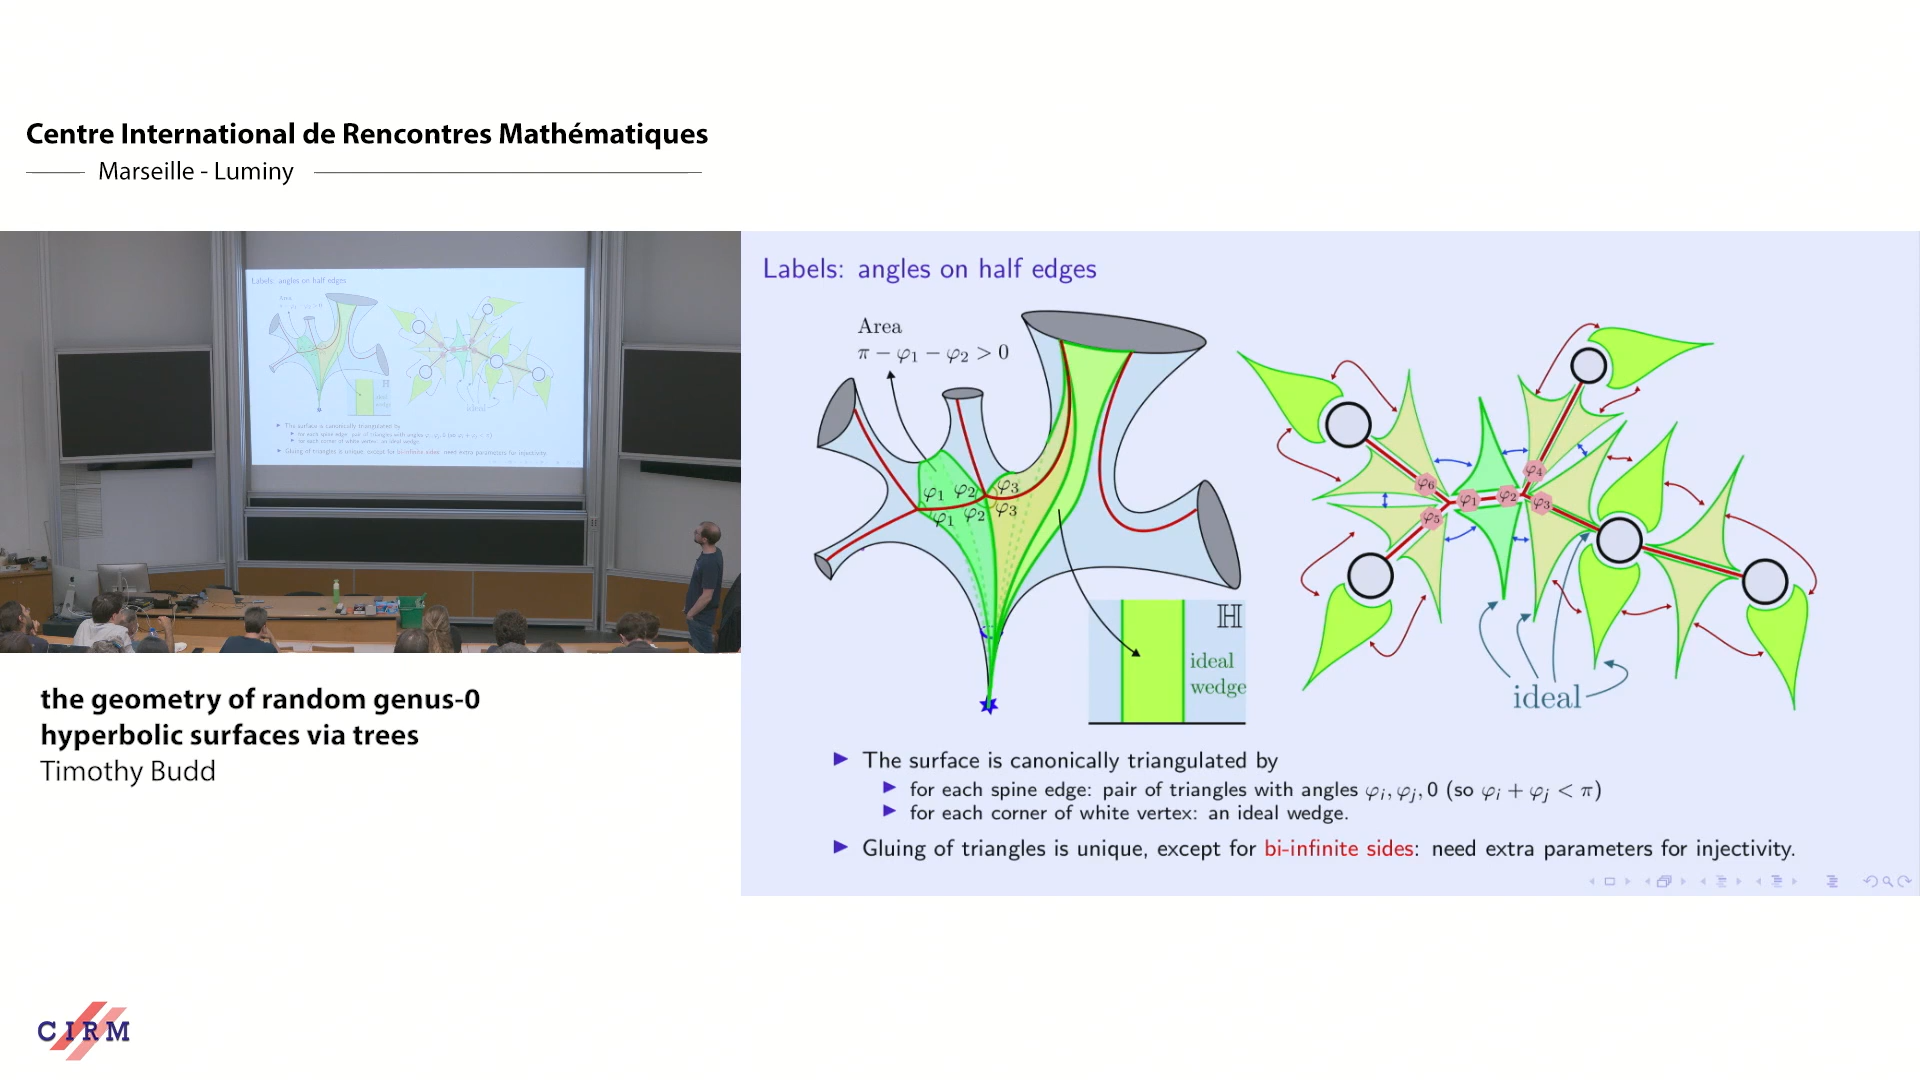 Centre International de Rencontres Mathématiques
Marseille - Luminy
Labels: angles on half edges
Area
π − φ₁ − φ₂ > 0
φ₁ φ₂ φ₃
φ₁ φ₂ φ₃
ℍ
ideal
wedge
φ₄
φ₆ φ₁ φ₂ φ₃
φ₅
ideal
▶ The surface is canonically triangulated by
▶ for each spine edge: pair of triangles with angles φᵢ, φⱼ, 0 (so φᵢ + φⱼ < π)
▶ for each corner of white vertex: an ideal wedge.
▶ Gluing of triangles is unique, except for bi-infinite sides: need extra parameters for injectivity.
the geometry of random genus-0
hyperbolic surfaces via trees
Timothy Budd
CIRM